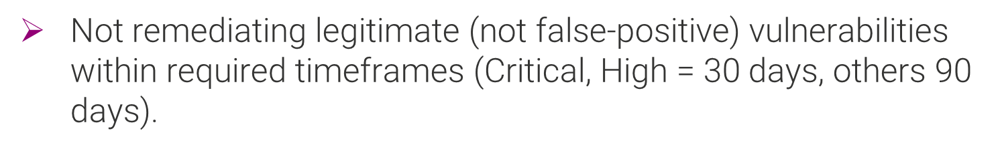 Not remediating legitimate (not false-positive) vulnerabilities
within required timeframes (Critical, High = 30 days, others 90
days).